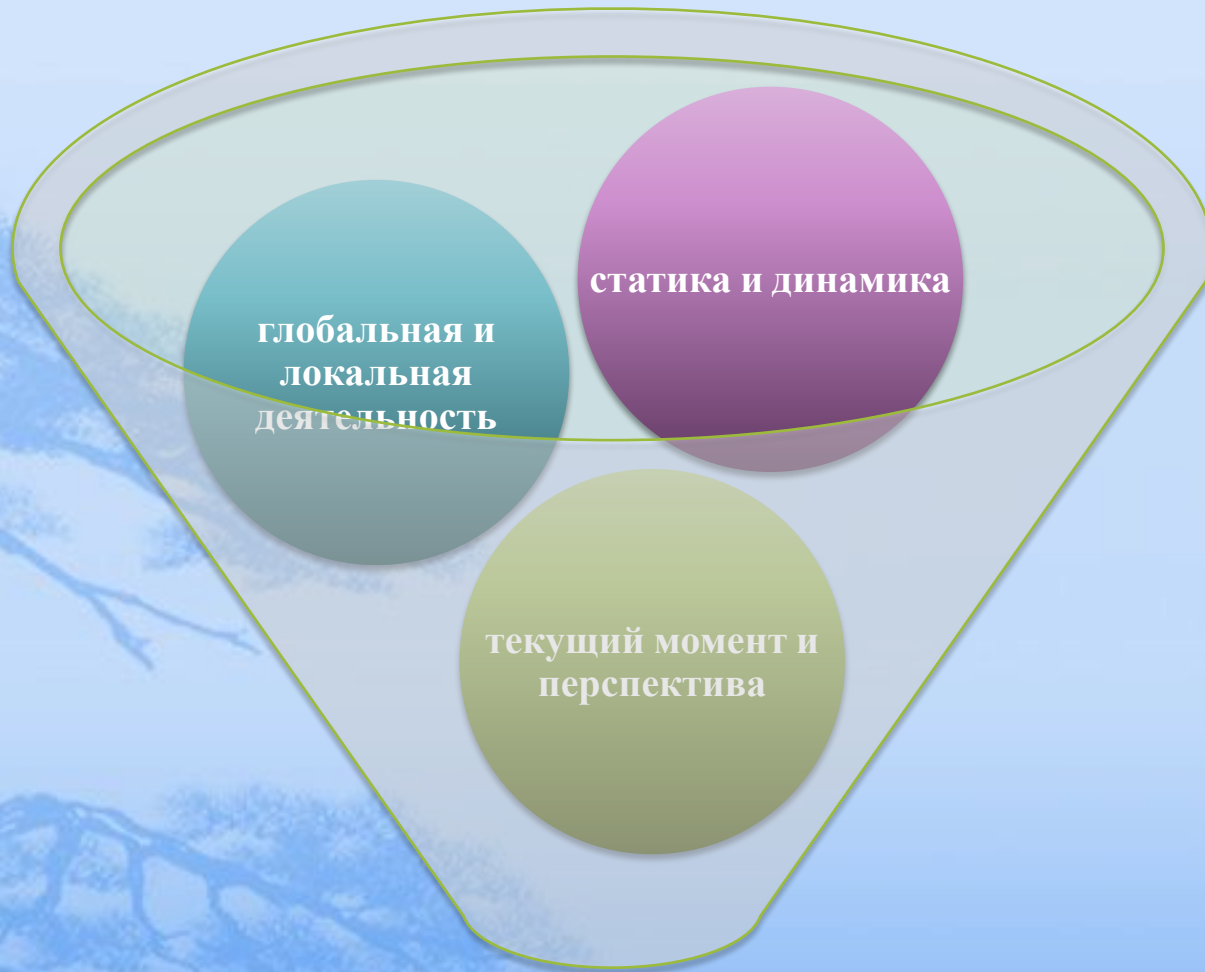 статика и динамика
глобальная и
локальная
деятельность
текущий момент и
перспектива